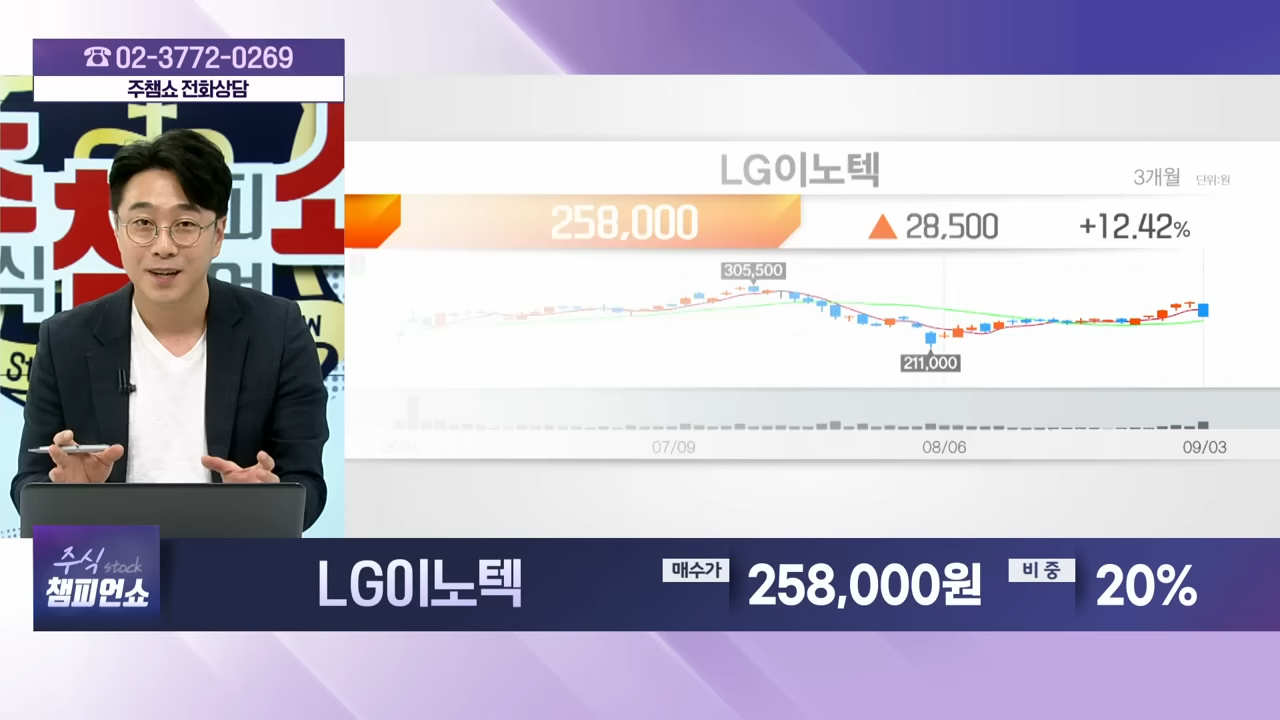 ☎02-3772-0269
주챔쇼 전화상담
LG이노텍
3개월 단위:원
258,000 ▲ 28,500 +12.42%
305,500
211,000
07/09 08/06 09/03
주식 stock
챔피언쇼
LG이노텍 매수가 258,000원 비중 20%